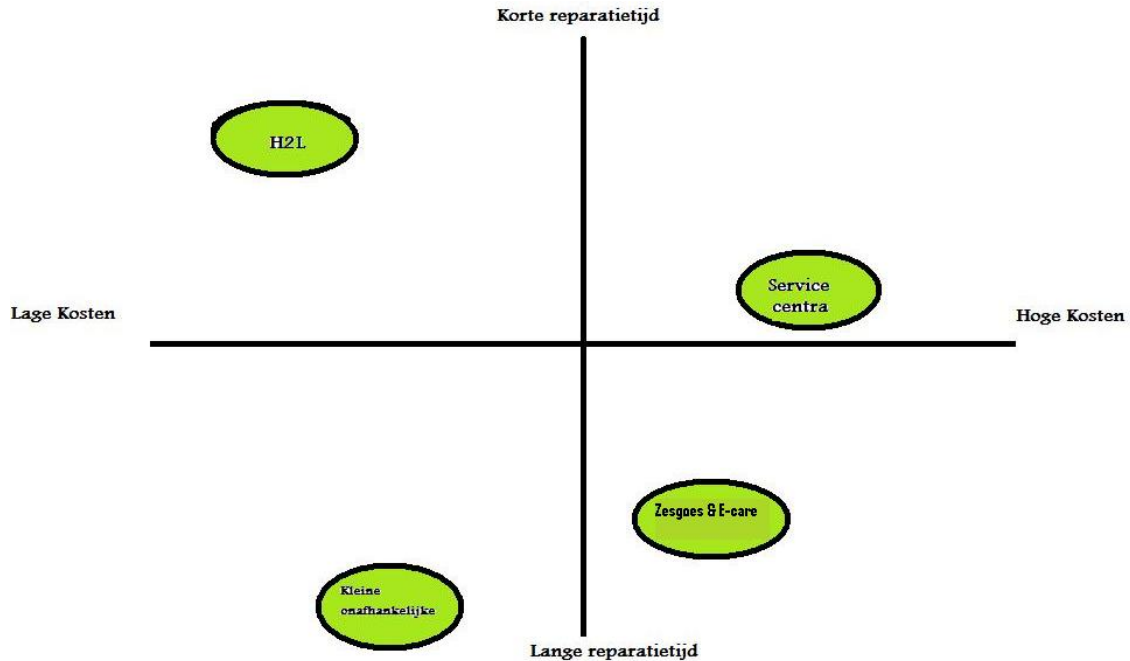 Korte reparatietijd
H2L
Service
centra
Lage Kosten
Hoge Kosten
Zesgoes & E-care
Kleine
onafhankelijke
Lange reparatietijd